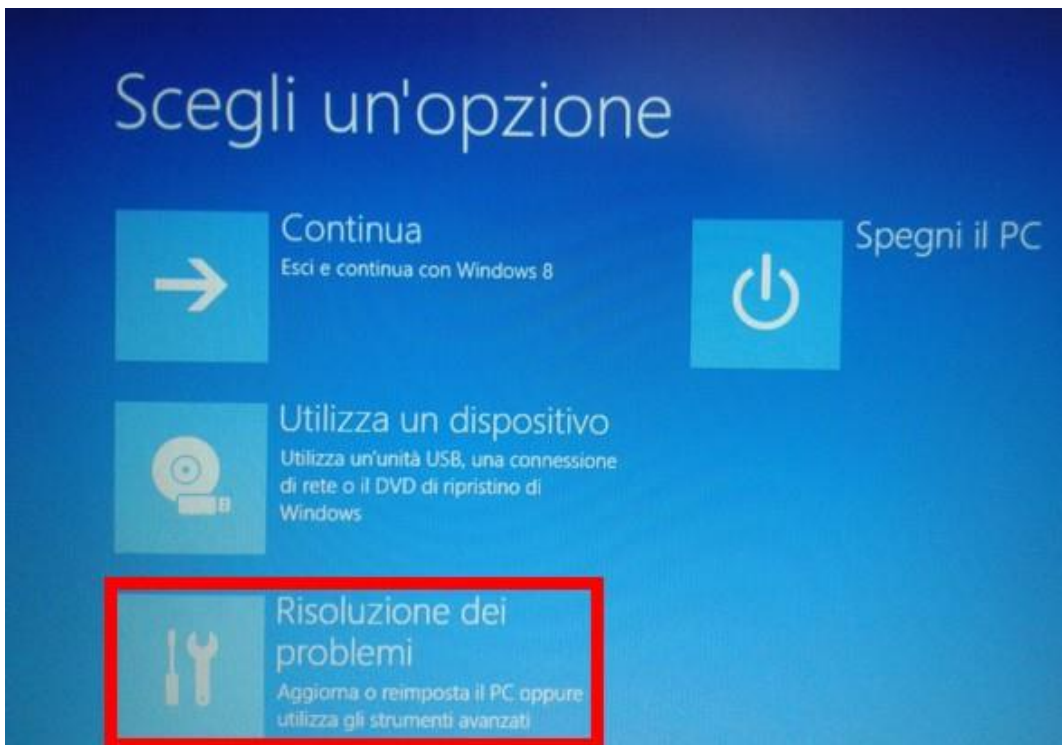 Scegli un'opzione
Continua
Esci e continua con Windows 8
Spegni il PC
Utilizza un dispositivo
Utilizza un'unità USB, una connessione
di rete o il DVD di ripristino di
Windows
Risoluzione dei
problemi
Aggiorna o reimposta il PC oppure
utilizza gli strumenti avanzati